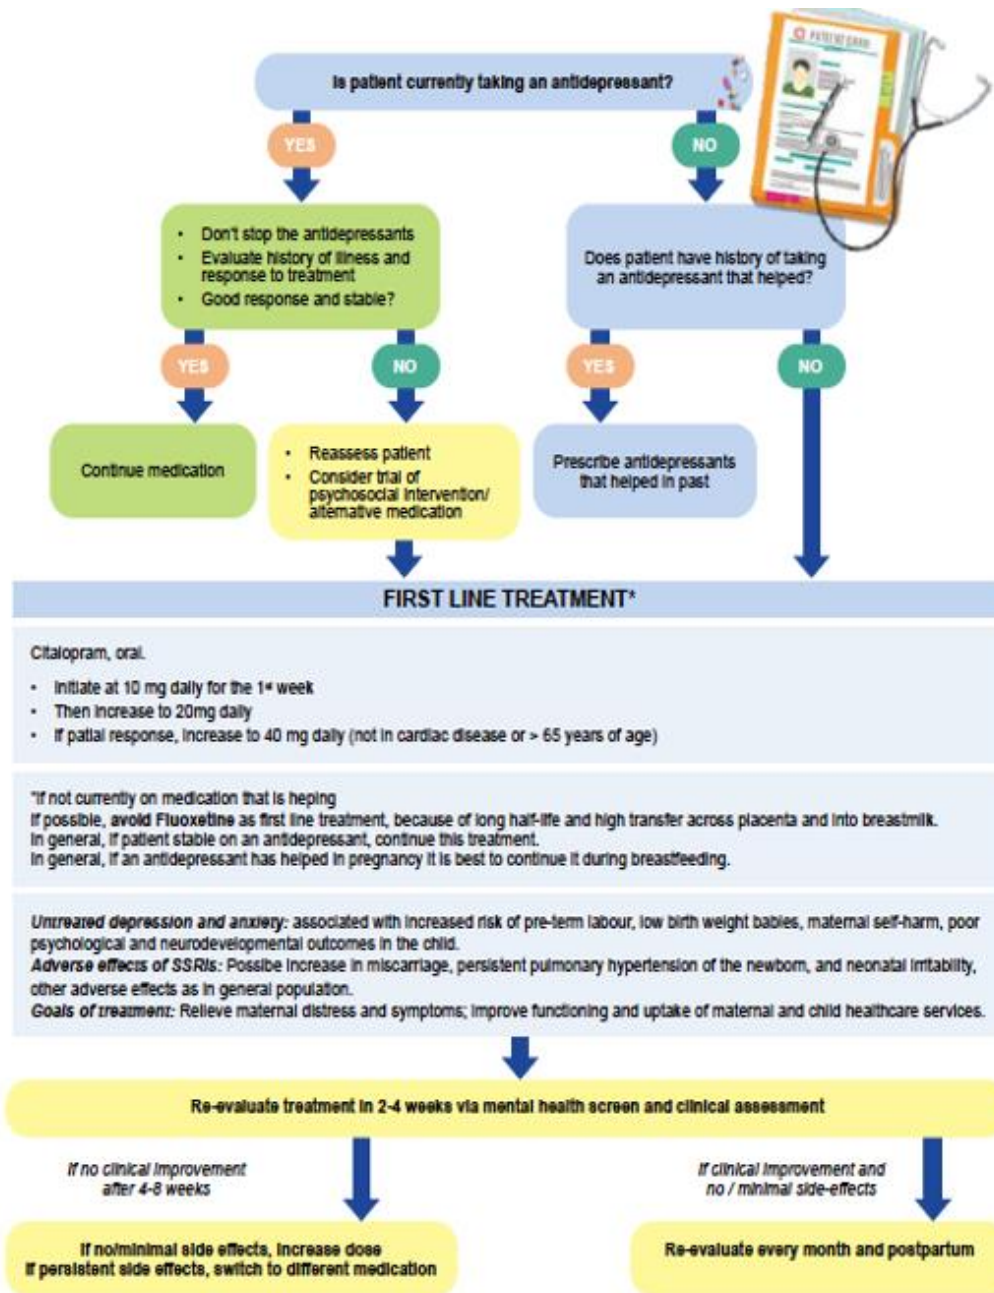 PATIENT CARD
Is patient currently taking an antidepressant?
YES
NO
• Don't stop the antidepressants
• Evaluate history of illness and
response to treatment
• Good response and stable?
Does patient have history of taking
an antidepressant that helped?
YES
NO
YES
NO
Continue medication
• Reassess patient
• Consider trial of
psychosocial intervention/
alternative medication
Prescribe antidepressants
that helped in past
FIRST LINE TREATMENT*
Citalopram, oral.
• Initiate at 10 mg daily for the 1st week
• Then increase to 20mg daily
• If patial response, increase to 40 mg daily (not in cardiac disease or > 65 years of age)
*If not currently on medication that is heping
If possible, avoid Fluoxetine as first line treatment, because of long half-life and high transfer across placenta and into breastmilk.
In general, if patient stable on an antidepressant, continue this treatment.
In general, if an antidepressant has helped in pregnancy it is best to continue it during breastfeeding.
Untreated depression and anxiety: associated with increased risk of pre-term labour, low birth weight babies, maternal self-harm, poor
psychological and neurodevelopmental outcomes in the child.
Adverse effects of SSRIs: Possibe increase in miscarriage, persistent pulmonary hypertension of the newborn, and neonatal irritability,
other adverse effects as in general population.
Goals of treatment: Relieve maternal distress and symptoms; improve functioning and uptake of maternal and child healthcare services.
Re-evaluate treatment in 2-4 weeks via mental health screen and clinical assessment
If no clinical improvement
after 4-8 weeks
If clinical improvement and
no / minimal side-effects
If no/minimal side effects, increase dose
If persistent side effects, switch to different medication
Re-evaluate every month and postpartum